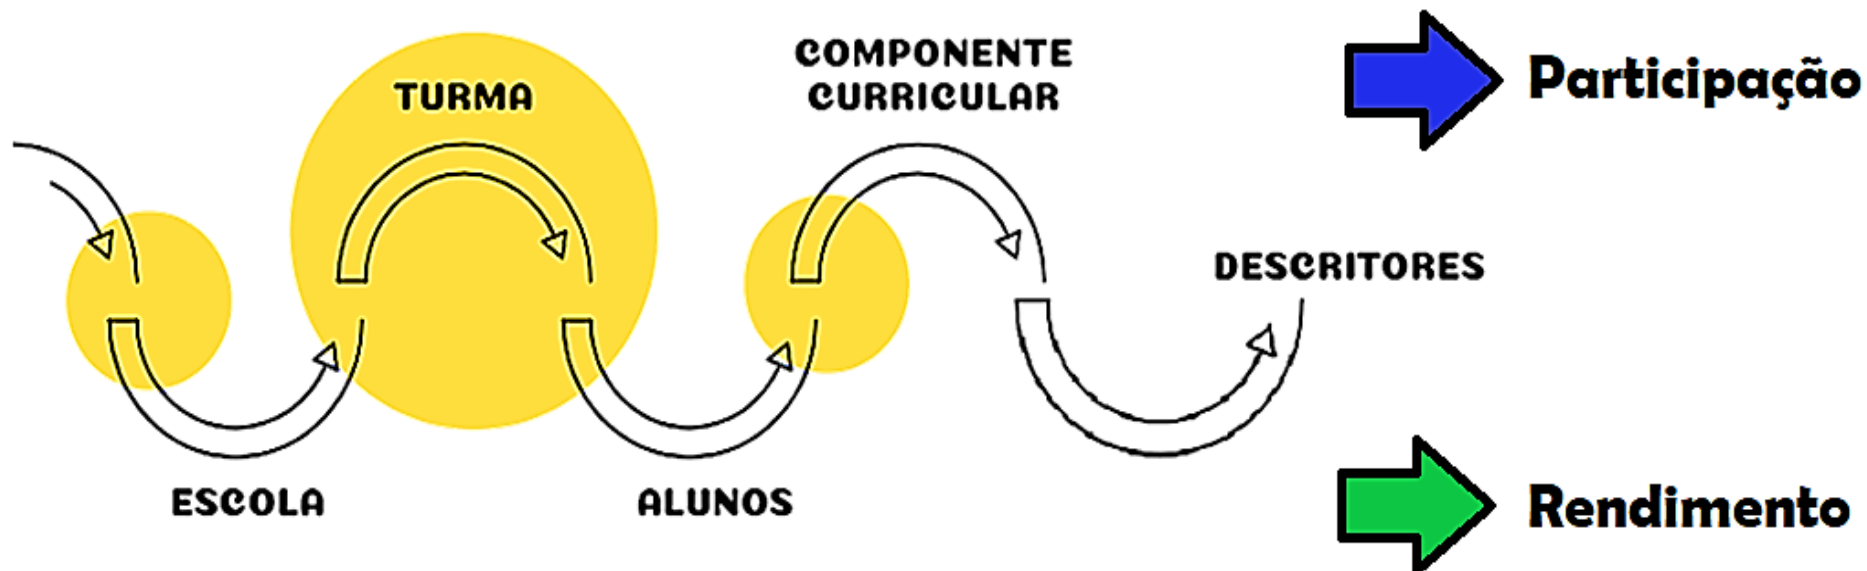 COMPONENTE
CURRICULAR
TURMA
Participação
DESCRITORES
ESCOLA
ALUNOS
Rendimento